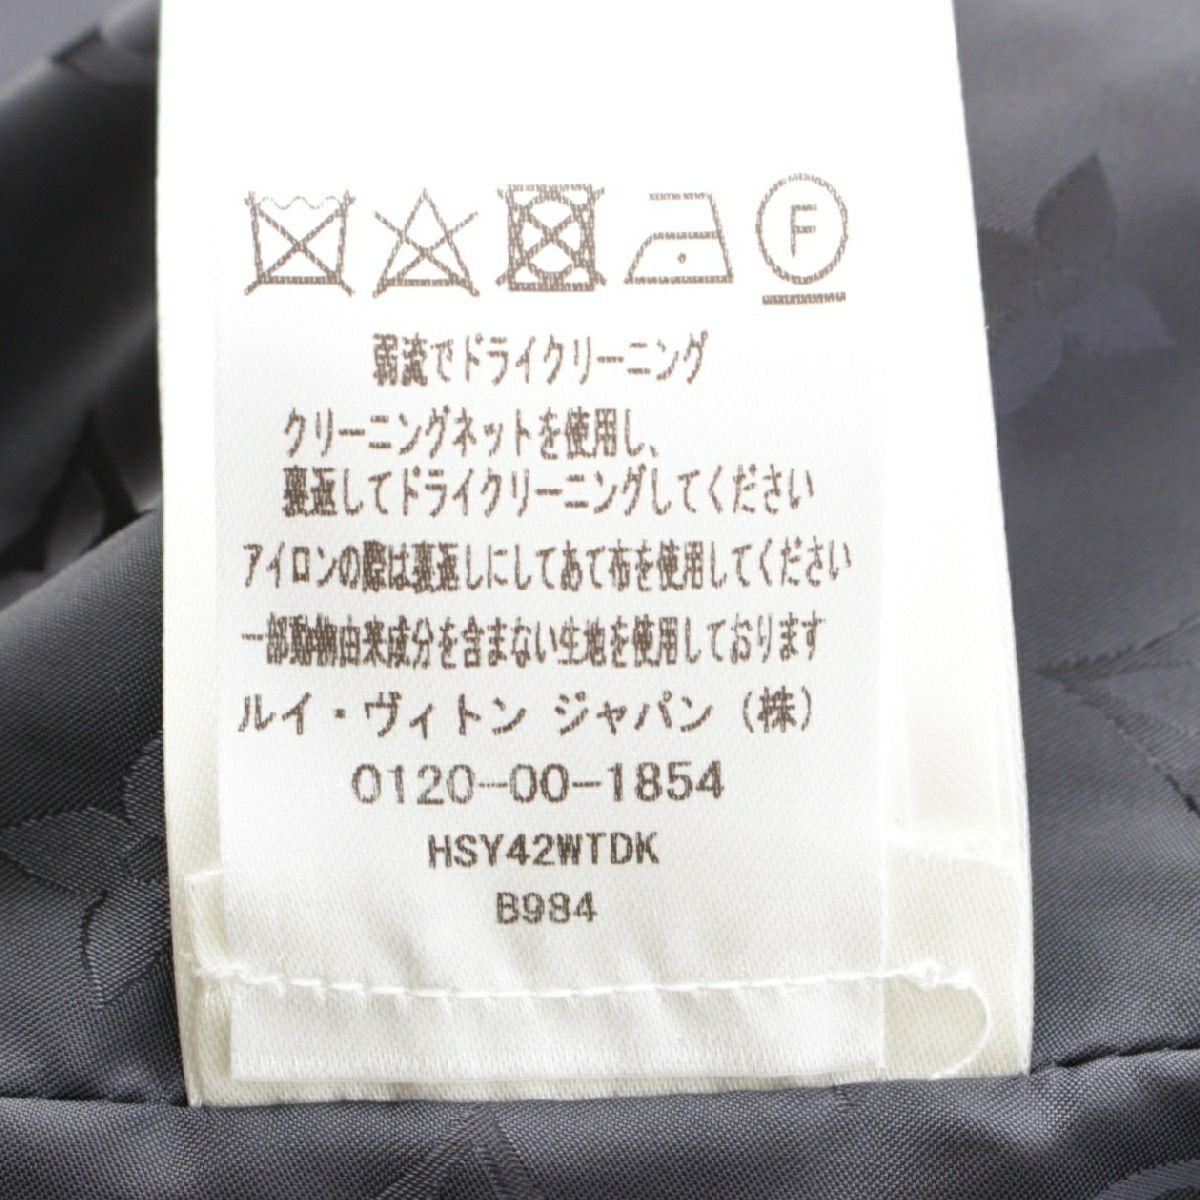 F
弱流でドライクリーニング
クリーニングネットを使用し、
裏返してドライクリーニングしてください
アイロンの際は裏返しにしてあて布を使用してください
一部動物由来成分を含まない生地を使用しております
ルイ・ヴィトン ジャパン (株)
0120-00-1854
HSY42WTDK
B984